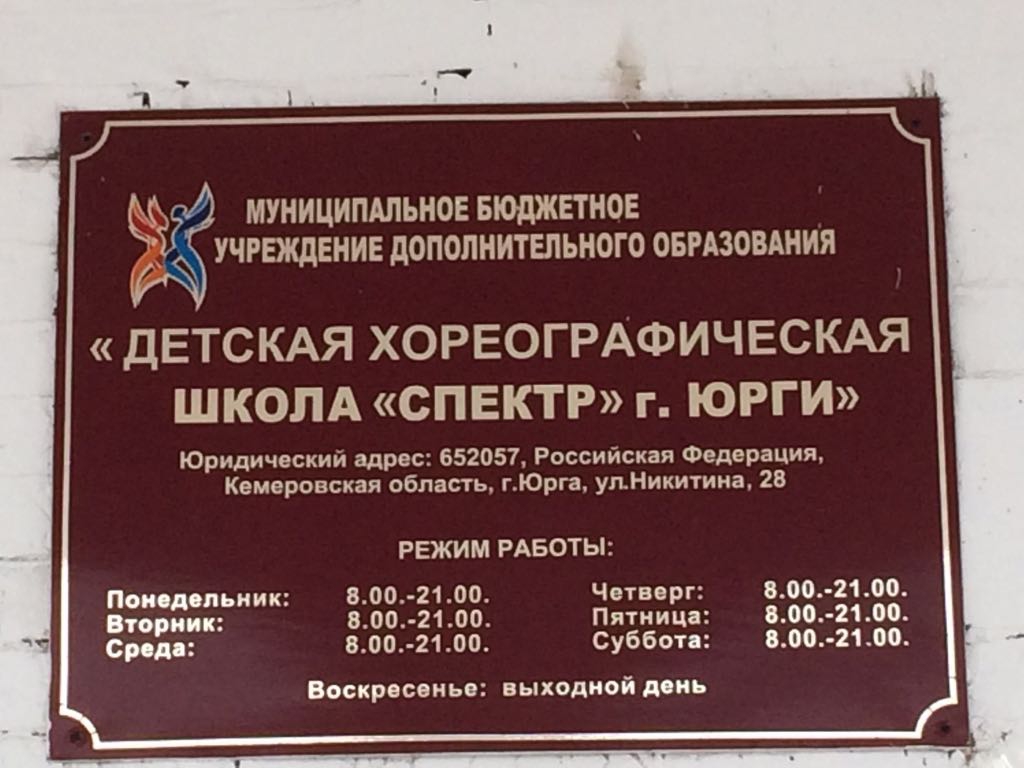 МУНИЦИПАЛЬНОЕ БЮДЖЕТНОЕ
УЧРЕЖДЕНИЕ ДОПОЛНИТЕЛЬНОГО ОБРАЗОВАНИЯ
« ДЕТСКАЯ ХОРЕОГРАФИЧЕСКАЯ
ШКОЛА «СПЕКТР» г. ЮРГИ»
Юридический адрес: 652057, Российская Федерация,
Кемеровская область, г.Юрга, ул.Никитина, 28
РЕЖИМ РАБОТЫ:
Понедельник: 8.00.-21.00.
Вторник: 8.00.-21.00.
Среда: 8.00.-21.00.
Четверг: 8.00.-21.00.
Пятница: 8.00.-21.00.
Суббота: 8.00.-21.00.
Воскресенье: выходной день